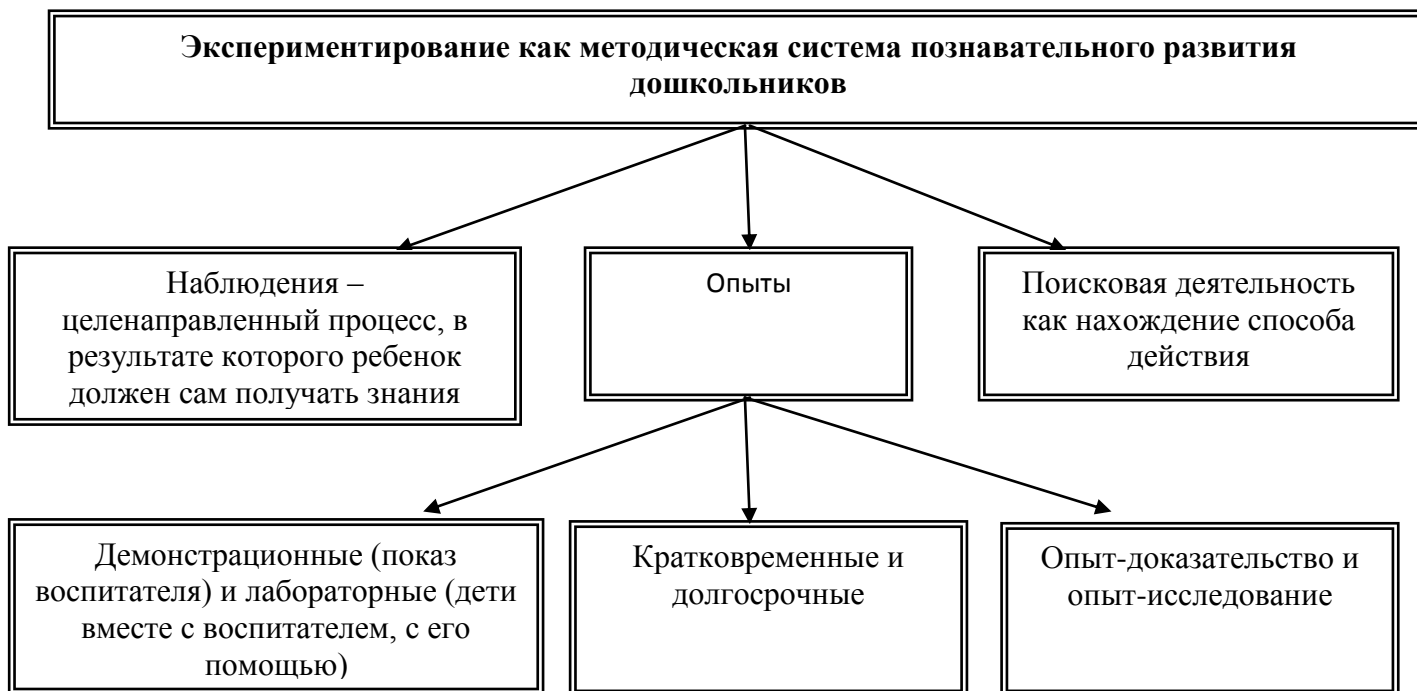 Экспериментирование как методическая система познавательного развития
дошкольников
Наблюдения –
целенаправленный процесс, в
результате которого ребенок
должен сам получать знания
Опыты
Поисковая деятельность
как нахождение способа
действия
Демонстрационные (показ
воспитателя) и лабораторные (дети
вместе с воспитателем, с его
помощью)
Кратковременные и
долгосрочные
Опыт-доказательство и
опыт-исследование